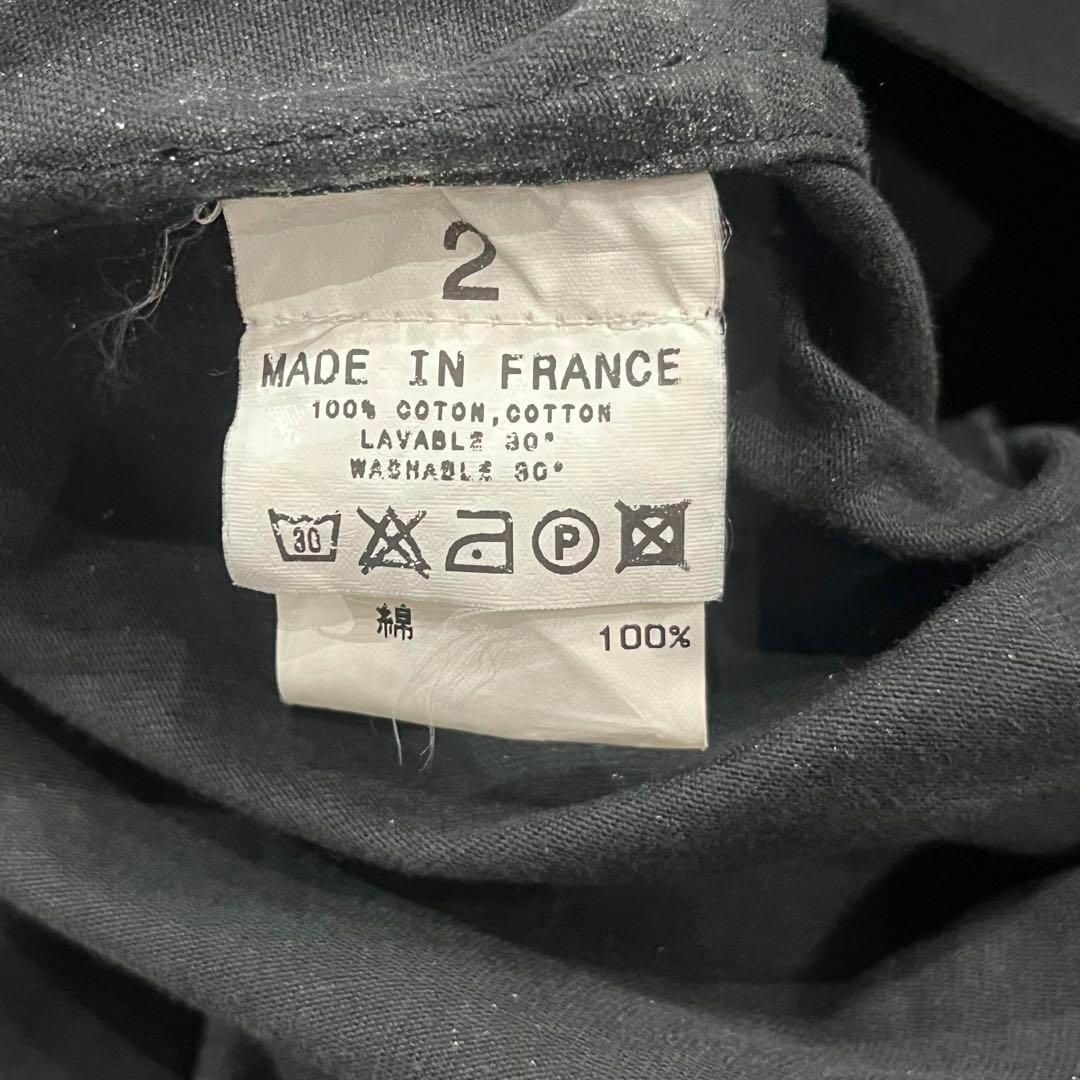 2
MADE IN FRANCE
100% COTON, COTTON
LAVABLE 30°
WASHABLE 30°
30 P
綿 100%